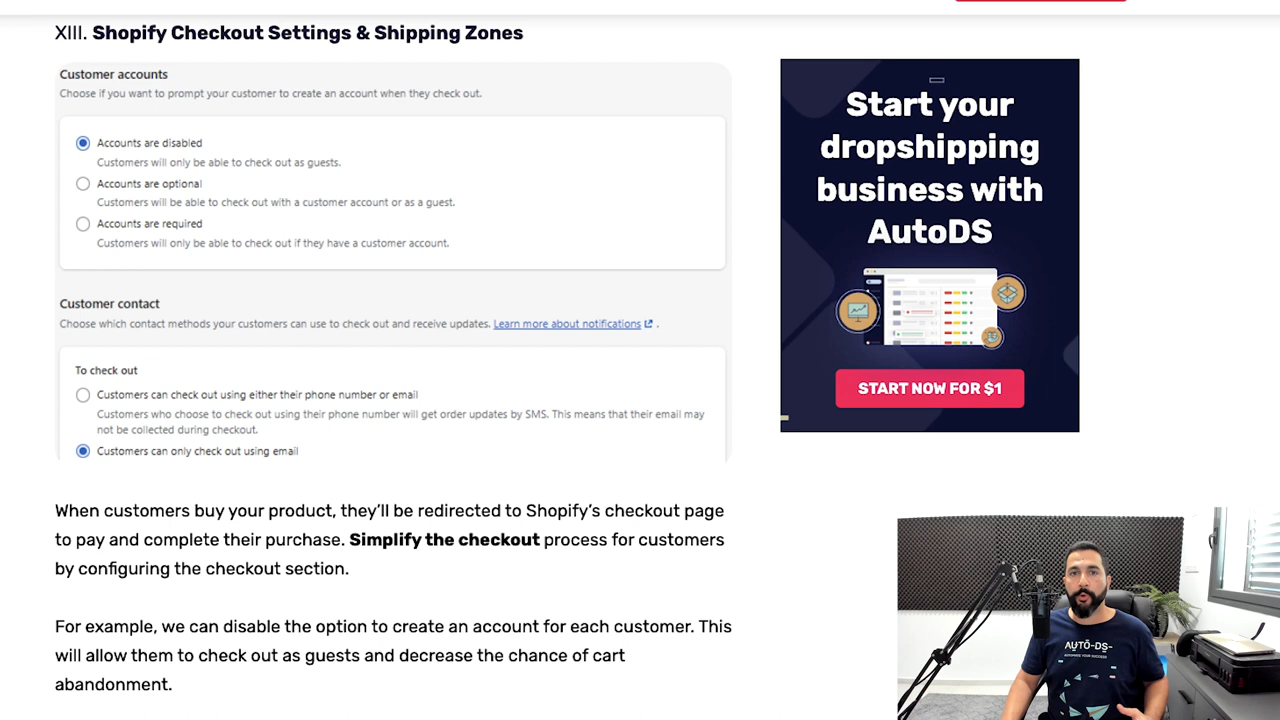 XIII. Shopify Checkout Settings & Shipping Zones
Customer accounts
Choose if you want to prompt your customer to create an account when they check out.
Accounts are disabled
Customers will only be able to check out as guests.
Accounts are optional
Customers will be able to check out with a customer account or as a guest.
Accounts are required
Customers will only be able to check out if they have a customer account.
Customer contact
Choose which contact methods your customers can use to check out and receive updates. Learn more about notifications .
To check out
Customers can check out using either their phone number or email
Customers who choose to check out using their phone number will get order updates by SMS. This means that their email may
not be collected during checkout.
Customers can only check out using email
When customers buy your product, they’ll be redirected to Shopify’s checkout page
to pay and complete their purchase. Simplify the checkout process for customers
by configuring the checkout section.
For example, we can disable the option to create an account for each customer. This
will allow them to check out as guests and decrease the chance of cart
abandonment.
Start your
dropshipping
business with
AutoDS
START NOW FOR $1
AUTO-DS-
AUTOMATE YOUR SUCCESS